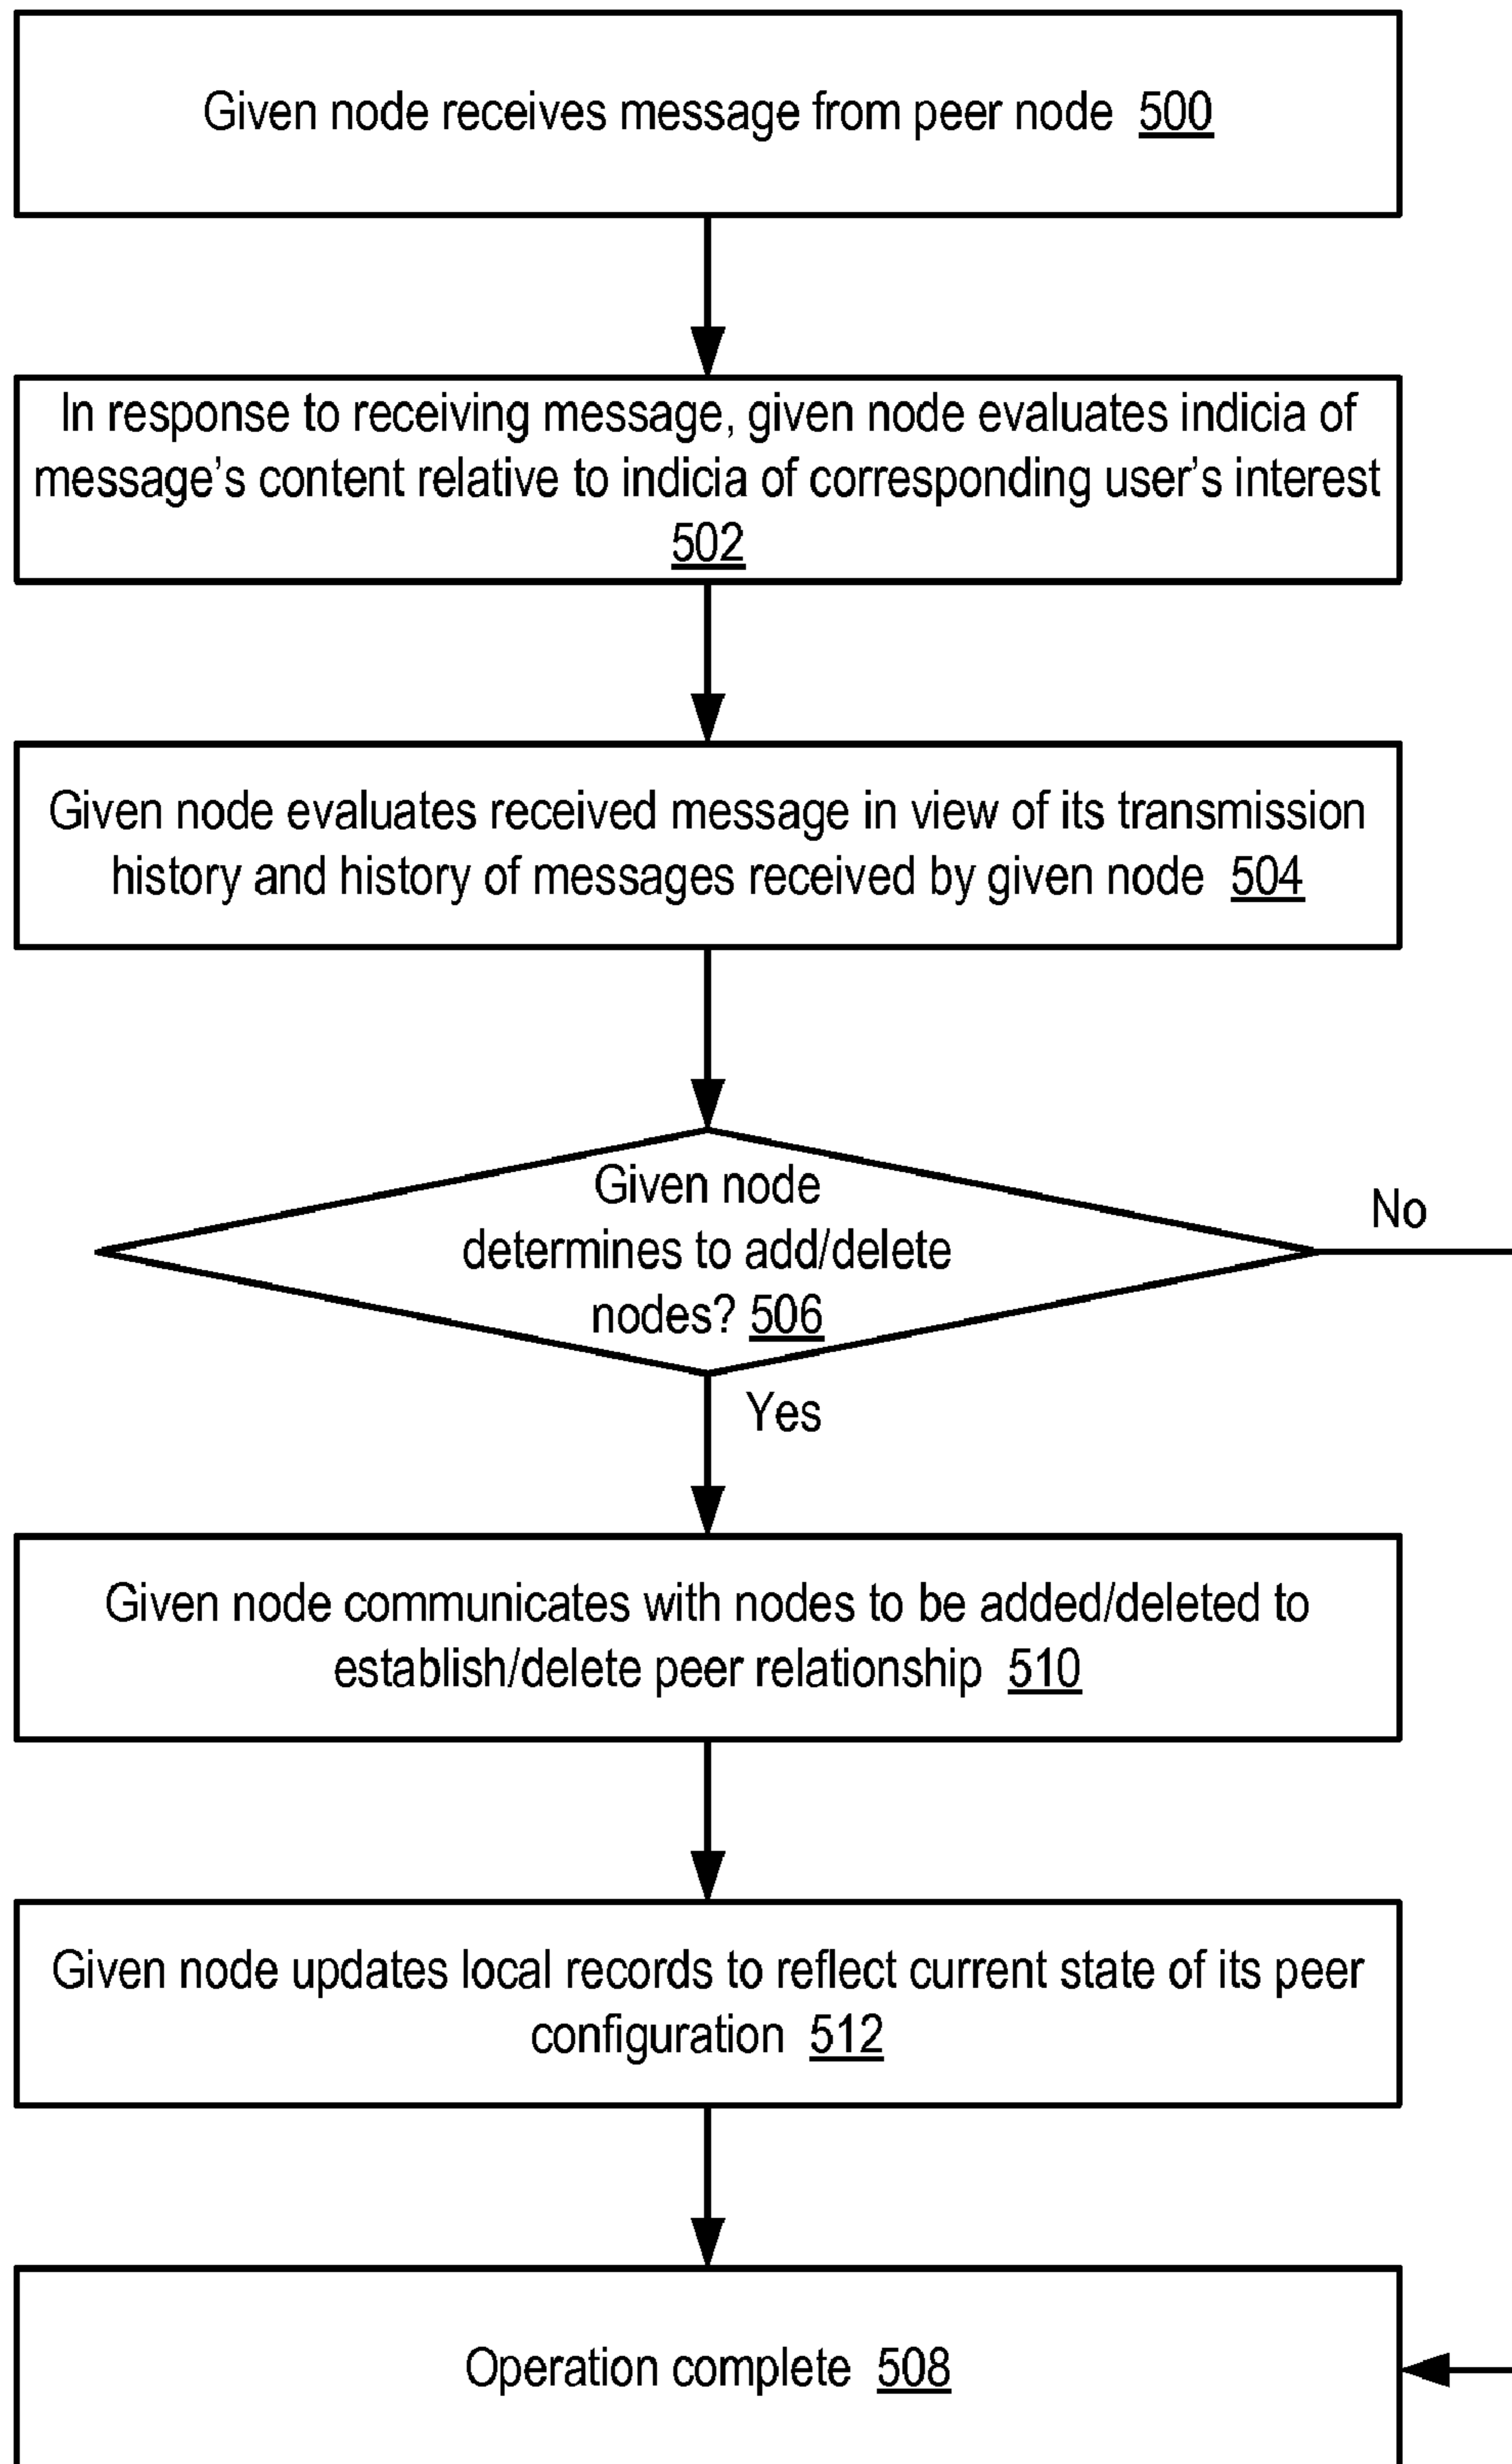 Given node receives message from peer node 500
In response to receiving message, given node evaluates indicia of
message's content relative to indicia of corresponding user's interest
502
Given node evaluates received message in view of its transmission
history and history of messages received by given node 504
Given node
determines to add/delete
nodes? 506
No
Yes
Given node communicates with nodes to be added/deleted to
establish/delete peer relationship 510
Given node updates local records to reflect current state of its peer
configuration 512
Operation complete 508